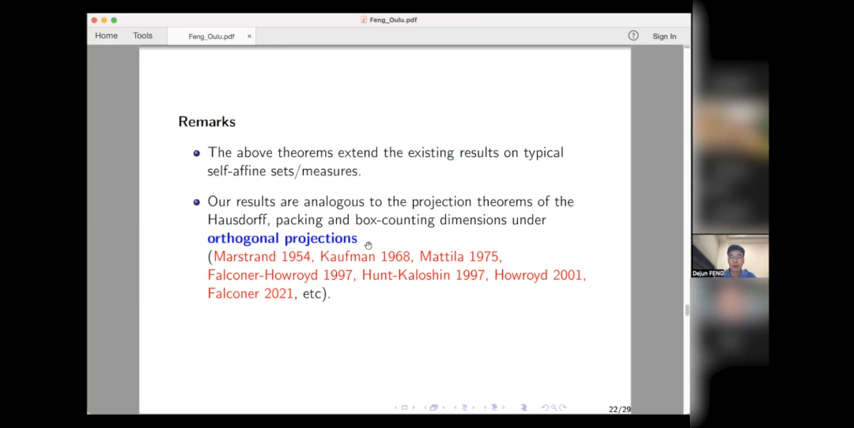 Feng_Oulu.pdf
Home Tools Feng_Oulu.pdf × ? Sign In
Remarks
The above theorems extend the existing results on typical
self-affine sets/measures.
Our results are analogous to the projection theorems of the
Hausdorff, packing and box-counting dimensions under
orthogonal projections
(Marstrand 1954, Kaufman 1968, Mattila 1975,
Falconer-Howroyd 1997, Hunt-Kaloshin 1997, Howroyd 2001,
Falconer 2021, etc).
DeJun FENG
22/29